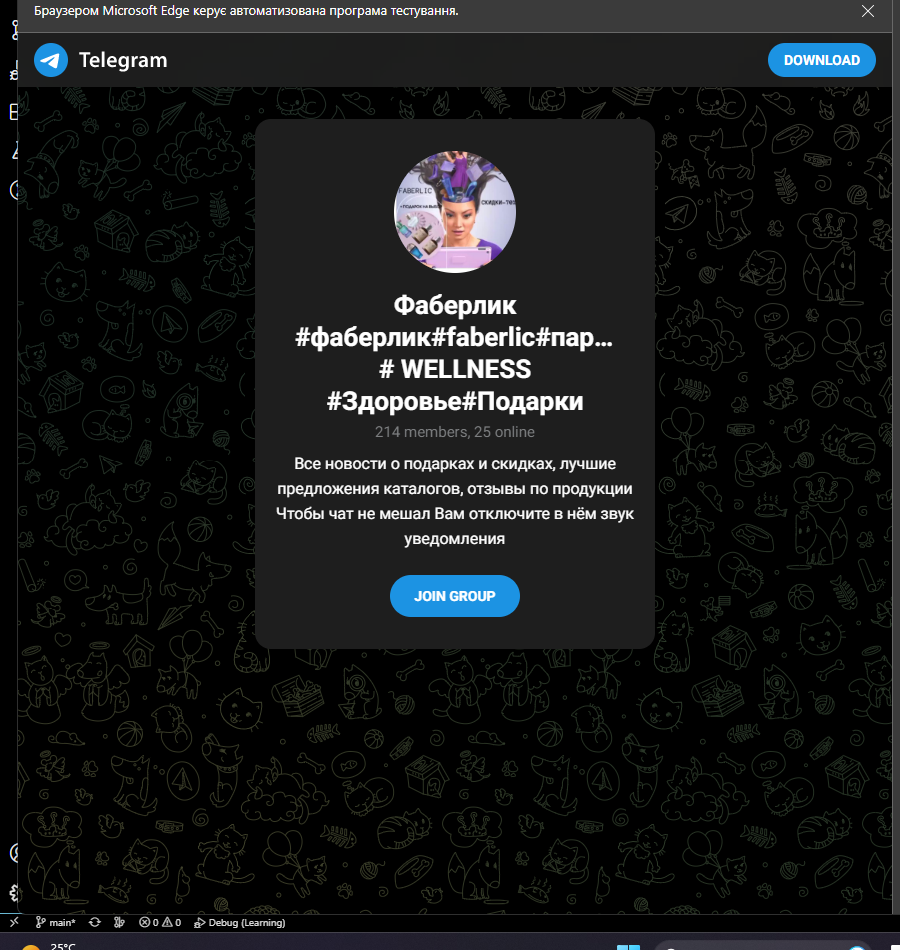 Браузером Microsoft Edge керує автоматизована програма тестування.
Telegram
DOWNLOAD
FABERLIC
Фаберлик
#фаберлик#faberlic#пар...
# WELLNESS
#Здоровье#Подарки
214 members, 25 online
Все новости о подарках и скидках, лучшие
предложения каталогов, отзывы по продукции
Чтобы чат не мешал Вам отключите в нём звук
уведомления
JOIN GROUP
main* 0 0 Debug (Learning)
25°C